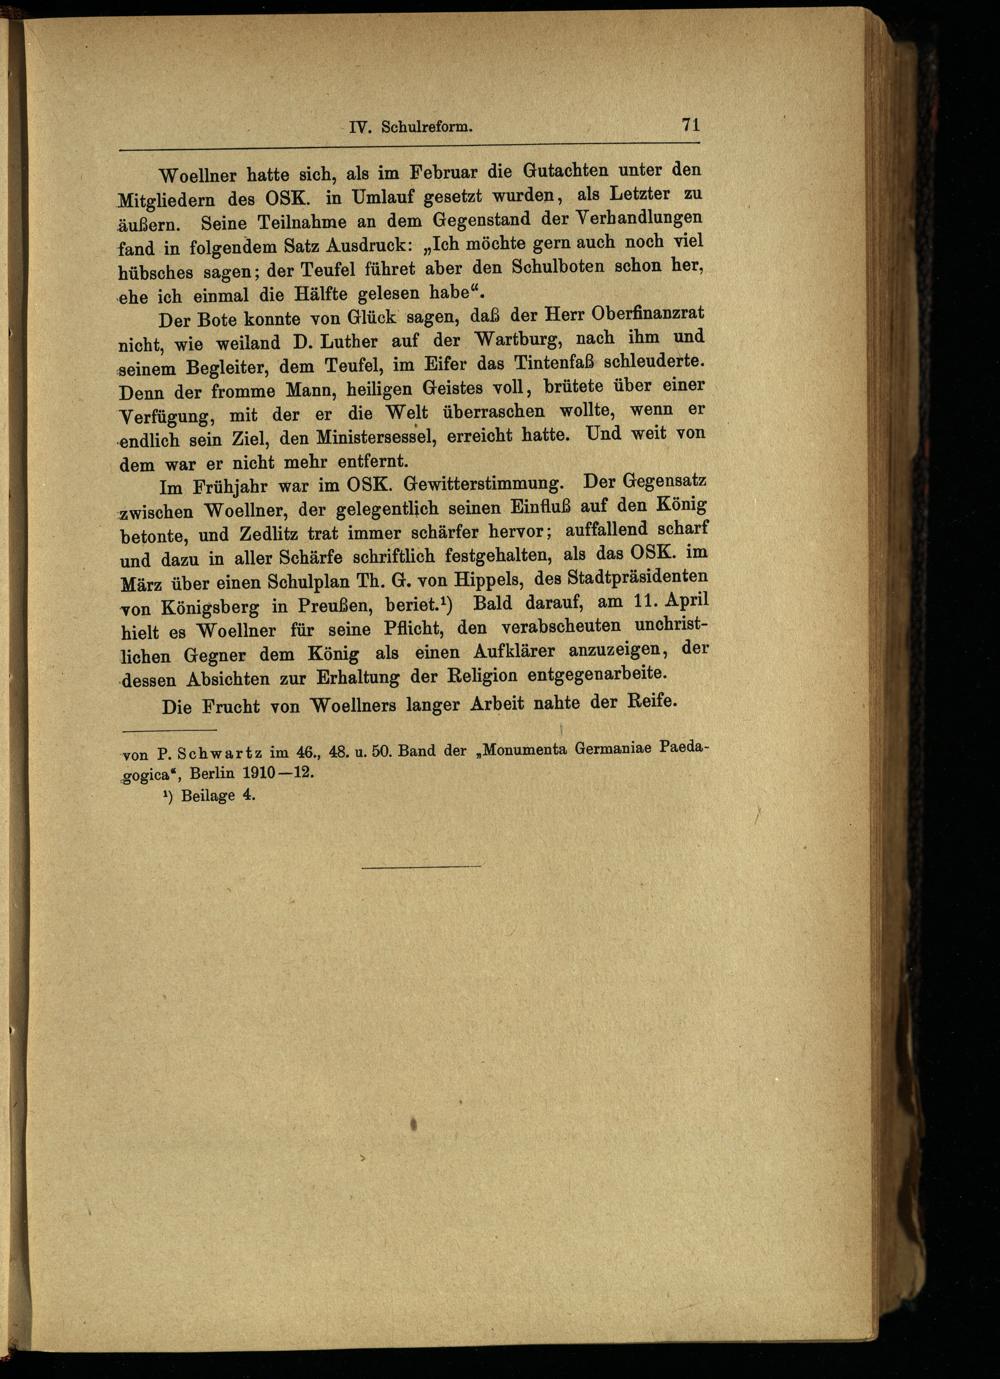 IV. Schulreform. 71
Woellner hatte sich, als im Februar die Gutachten unter den
Mitgliedern des OSK. in Umlauf gesetzt wurden, als Letzter zu
äußern. Seine Teilnahme an dem Gegenstand der Verhandlungen
fand in folgendem Satz Ausdruck: „Ich möchte gern auch noch viel
hübsches sagen; der Teufel führet aber den Schulboten schon her,
ehe ich einmal die Hälfte gelesen habe“.
Der Bote konnte von Glück sagen, daß der Herr Oberfinanzrat
nicht, wie weiland D. Luther auf der Wartburg, nach ihm und
seinem Begleiter, dem Teufel, im Eifer das Tintenfaß schleuderte.
Denn der fromme Mann, heiligen Geistes voll, brütete über einer
Verfügung, mit der er die Welt überraschen wollte, wenn er
endlich sein Ziel, den Ministersessel, erreicht hatte. Und weit von
dem war er nicht mehr entfernt.
Im Frühjahr war im OSK. Gewitterstimmung. Der Gegensatz
zwischen Woellner, der gelegentlich seinen Einfluß auf den König
betonte, und Zedlitz trat immer schärfer hervor; auffallend scharf
und dazu in aller Schärfe schriftlich festgehalten, als das OSK. im
März über einen Schulplan Th. G. von Hippels, des Stadtpräsidenten
von Königsberg in Preußen, beriet.¹) Bald darauf, am 11. April
hielt es Woellner für seine Pflicht, den verabscheuten unchrist-
lichen Gegner dem König als einen Aufklärer anzuzeigen, der
dessen Absichten zur Erhaltung der Religion entgegenarbeite.
Die Frucht von Woellners langer Arbeit nahte der Reife.
von P. Schwartz im 46., 48. u. 50. Band der „Monumenta Germaniae Paeda-
gogica“, Berlin 1910—12.
¹) Beilage 4.